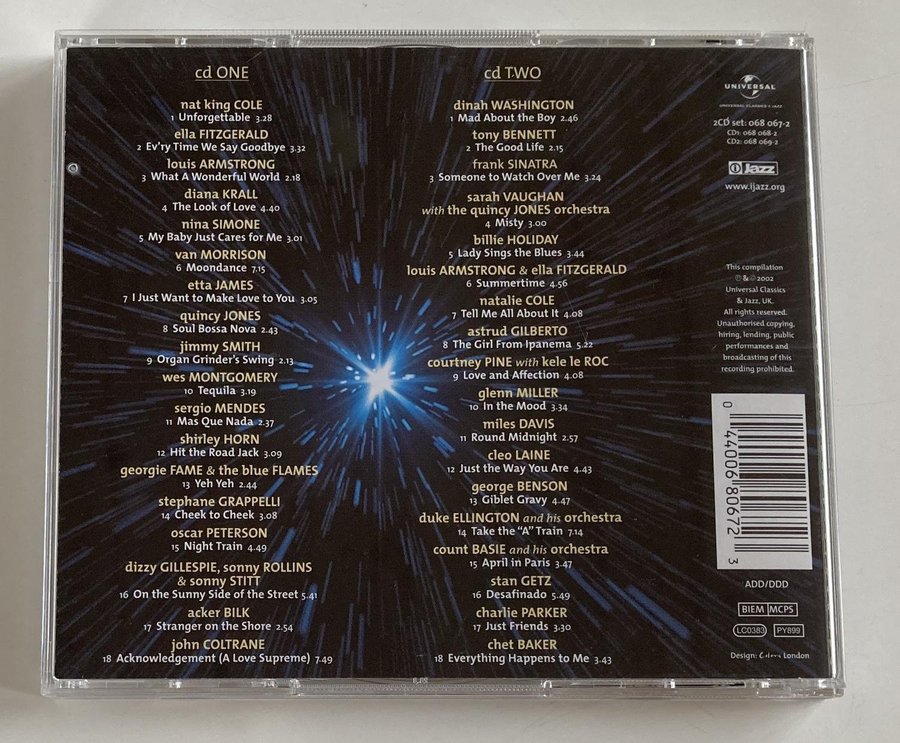 cd ONE
nat king COLE
1 Unforgettable 3.28
ella FITZGERALD
2 Ev'ry Time We Say Goodbye 3.32
louis ARMSTRONG
3 What A Wonderful World 2.18
diana KRALL
4 The Look of Love 4.40
nina SIMONE
5 My Baby Just Cares for Me 3.01
van MORRISON
6 Moondance 7.15
etta JAMES
7 I Just Want to Make Love to You 3.05
quincy JONES
8 Soul Bossa Nova 2.43
jimmy SMITH
9 Organ Grinder's Swing 2.13
wes MONTGOMERY
10 Tequila 3.19
sergio MENDES
11 Mas Que Nada 2.37
shirley HORN
12 Hit the Road Jack 3.09
georgie FAME & the blue FLAMES
13 Yeh Yeh 2.44
stephane GRAPPELLI
14 Cheek to Cheek 3.08
oscar PETERSON
15 Night Train 4.49
dizzy GILLESPIE, sonny ROLLINS
& sonny STITT
16 On the Sunny Side of the Street 5.41
acker BILK
17 Stranger on the Shore 2.54
john COLTRANE
18 Acknowledgement (A Love Supreme) 7.49
cd TWO
dinah WASHINGTON
1 Mad About the Boy 2.46
tony BENNETT
2 The Good Life 2.15
frank SINATRA
3 Someone to Watch Over Me 3.24
sarah VAUGHAN
with the quincy JONES orchestra
4 Misty 3.00
billie HOLIDAY
5 Lady Sings the Blues 3.44
louis ARMSTRONG & ella FITZGERALD
6 Summertime 4.56
natalie COLE
7 Tell Me All About It 4.08
astrud GILBERTO
8 The Girl From Ipanema 5.22
courtney PINE with kele le ROC
9 Love and Affection 4.08
glenn MILLER
10 In the Mood 3.34
miles DAVIS
11 Round Midnight 2.57
cleo LAINE
12 Just the Way You Are 4.43
george BENSON
13 Giblet Gravy 4.47
duke ELLINGTON and his orchestra
14 Take the “A” Train 7.14
count BASIE and his orchestra
15 April in Paris 3.47
stan GETZ
16 Desafinado 5.49
charlie PARKER
17 Just Friends 3.30
chet BAKER
18 Everything Happens to Me 3.43
UNIVERSAL
UNIVERSAL CLASSICS & JAZZ
2CD set: 068 067-2
CD1: 068 068-2
CD2: 068 069-2
i Jazz
www.ijazz.org
This compilation
℗ & © 2002
Universal Classics
& Jazz, UK.
All rights reserved.
Unauthorised copying,
hiring, lending, public
performances and
broadcasting of this
recording prohibited.
0 44006 80672 3
ADD/DDD
BIEM MCPS
LC0383 PY899
Design: London